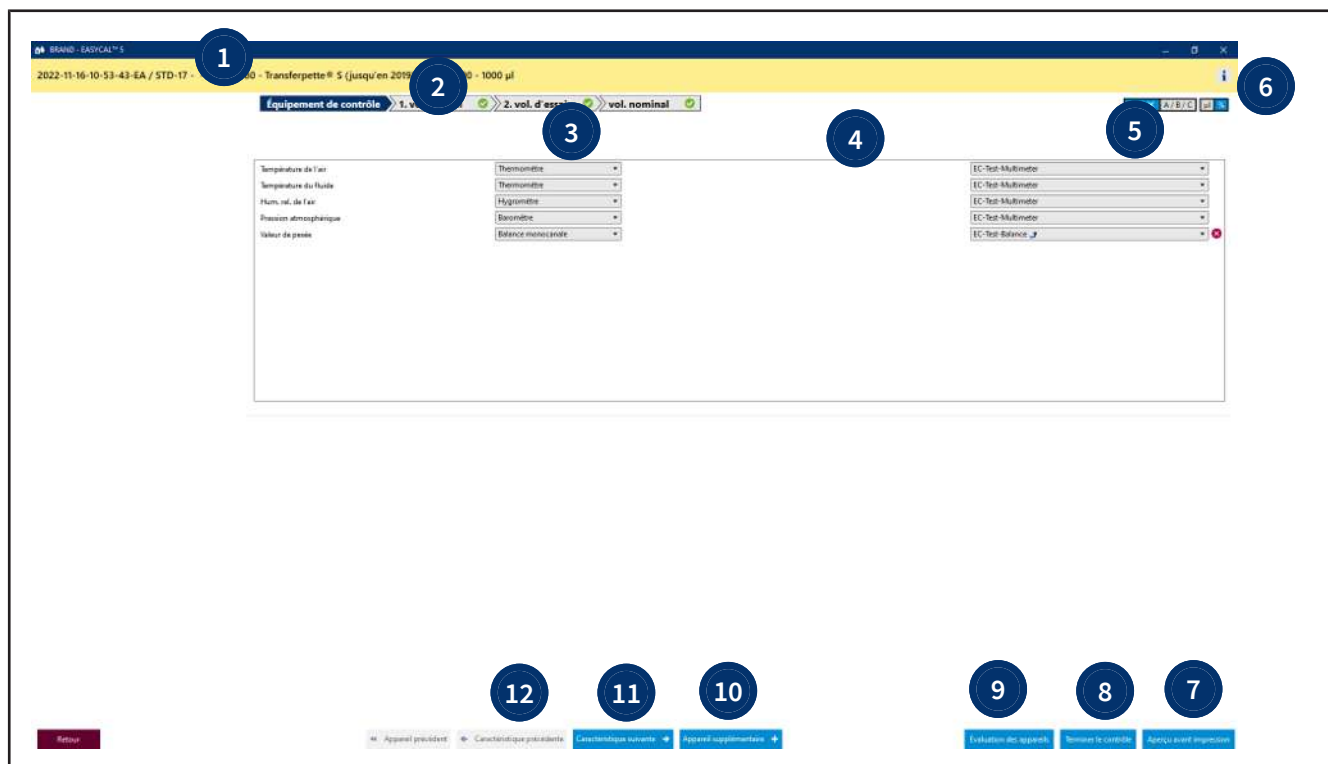 BRAND - EASYCAL™ 5
1
2022-11-16-10-53-43-EA / STD-17 - - Transferpette® S (jusqu'en 2019 - 1000 µl
2
6
Équipement de contrôle 1. v 2. vol. d'essai vol. nominal
A / B / C µl %
3
4
5
Température de l'air Thermomètre EC-Test-Multimeter
Température du fluide Thermomètre EC-Test-Multimeter
Hum. rel. de l'air Hygromètre EC-Test-Multimeter
Pression atmosphérique Baromètre EC-Test-Multimeter
Valeur de pesée Balance monocanale EC-Test-Balance
12
11
10
9
8
7
Retour Appareil précédent Caractéristique précédente Caractéristique suivante Appareil supplémentaire Evaluation des appareils Terminer le contrôle Aperçu avant impression